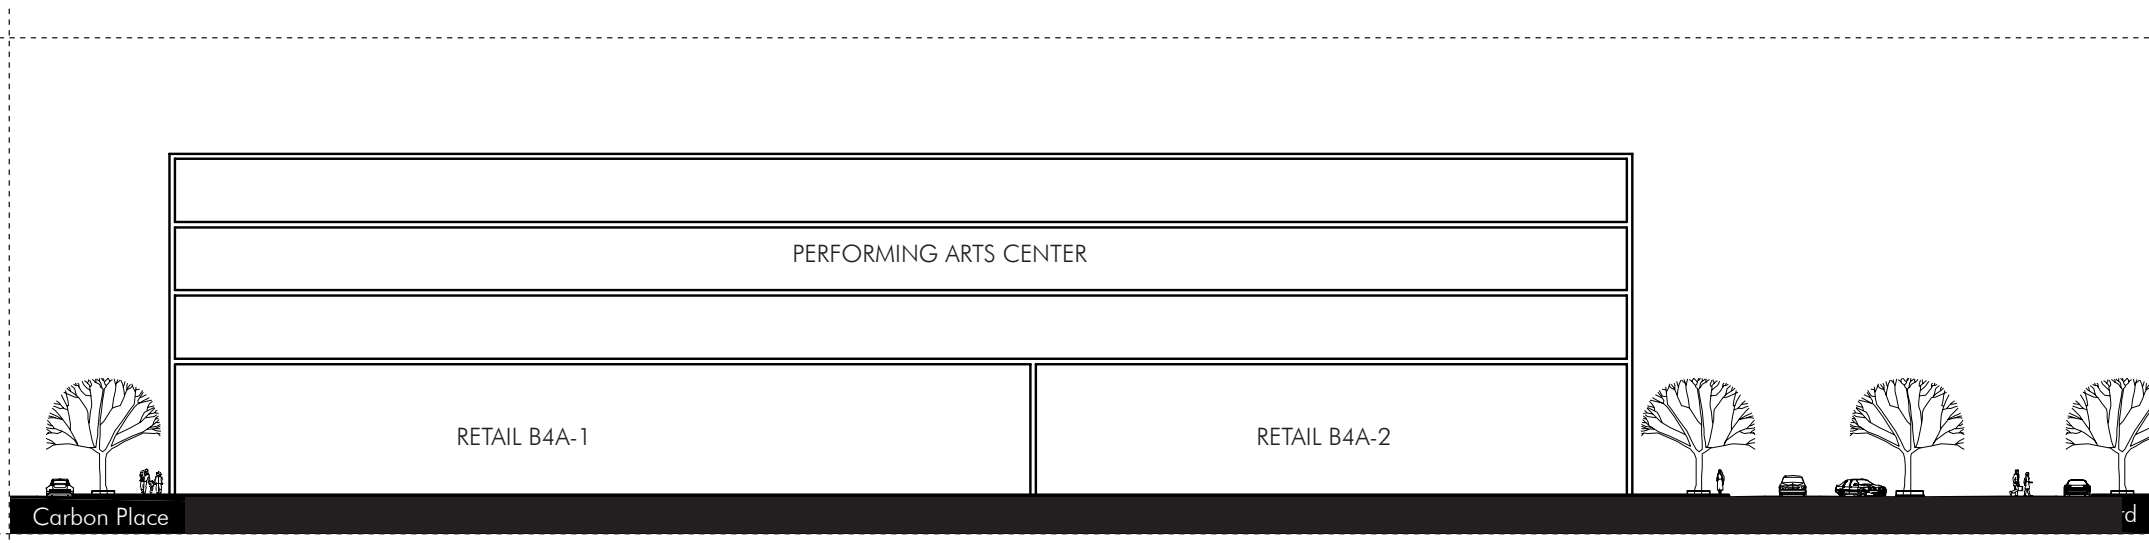 PERFORMING ARTS CENTER
RETAIL B4A-1
RETAIL B4A-2
Carbon Place